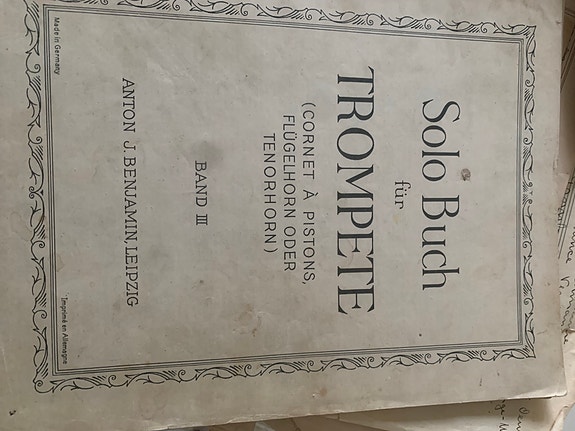 Solo Buch
für
TROMPETE
(CORNET À PISTONS,
FLÜGELHORN ODER
TENORHORN)
BAND III
ANTON J. BENJAMIN, LEIPZIG
Made in Germany
Imprimé en Allemagne